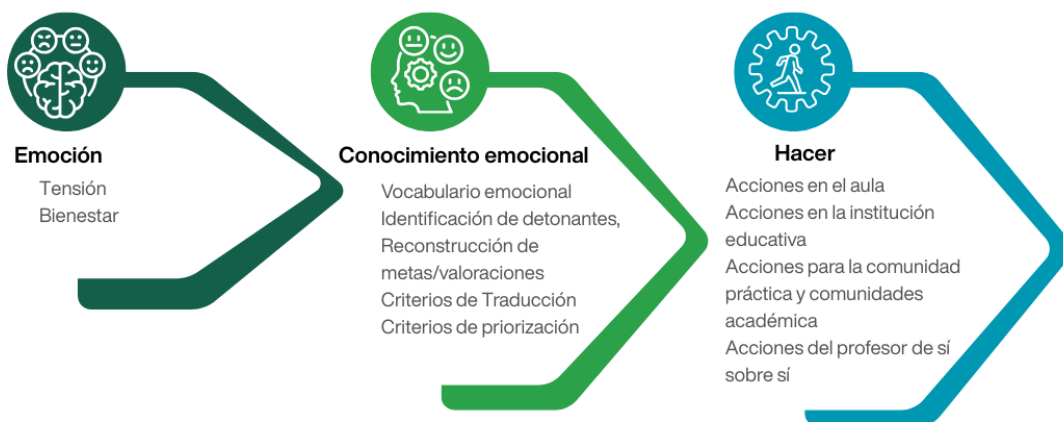 Emoción
Tensión
Bienestar
Conocimiento emocional
Vocabulario emocional
Identificación de detonantes,
Reconstrucción de
metas/valoraciones
Criterios de Traducción
Criterios de priorización
Hacer
Acciones en el aula
Acciones en la institución
educativa
Acciones para la comunidad
práctica y comunidades
académica
Acciones del profesor de sí
sobre sí